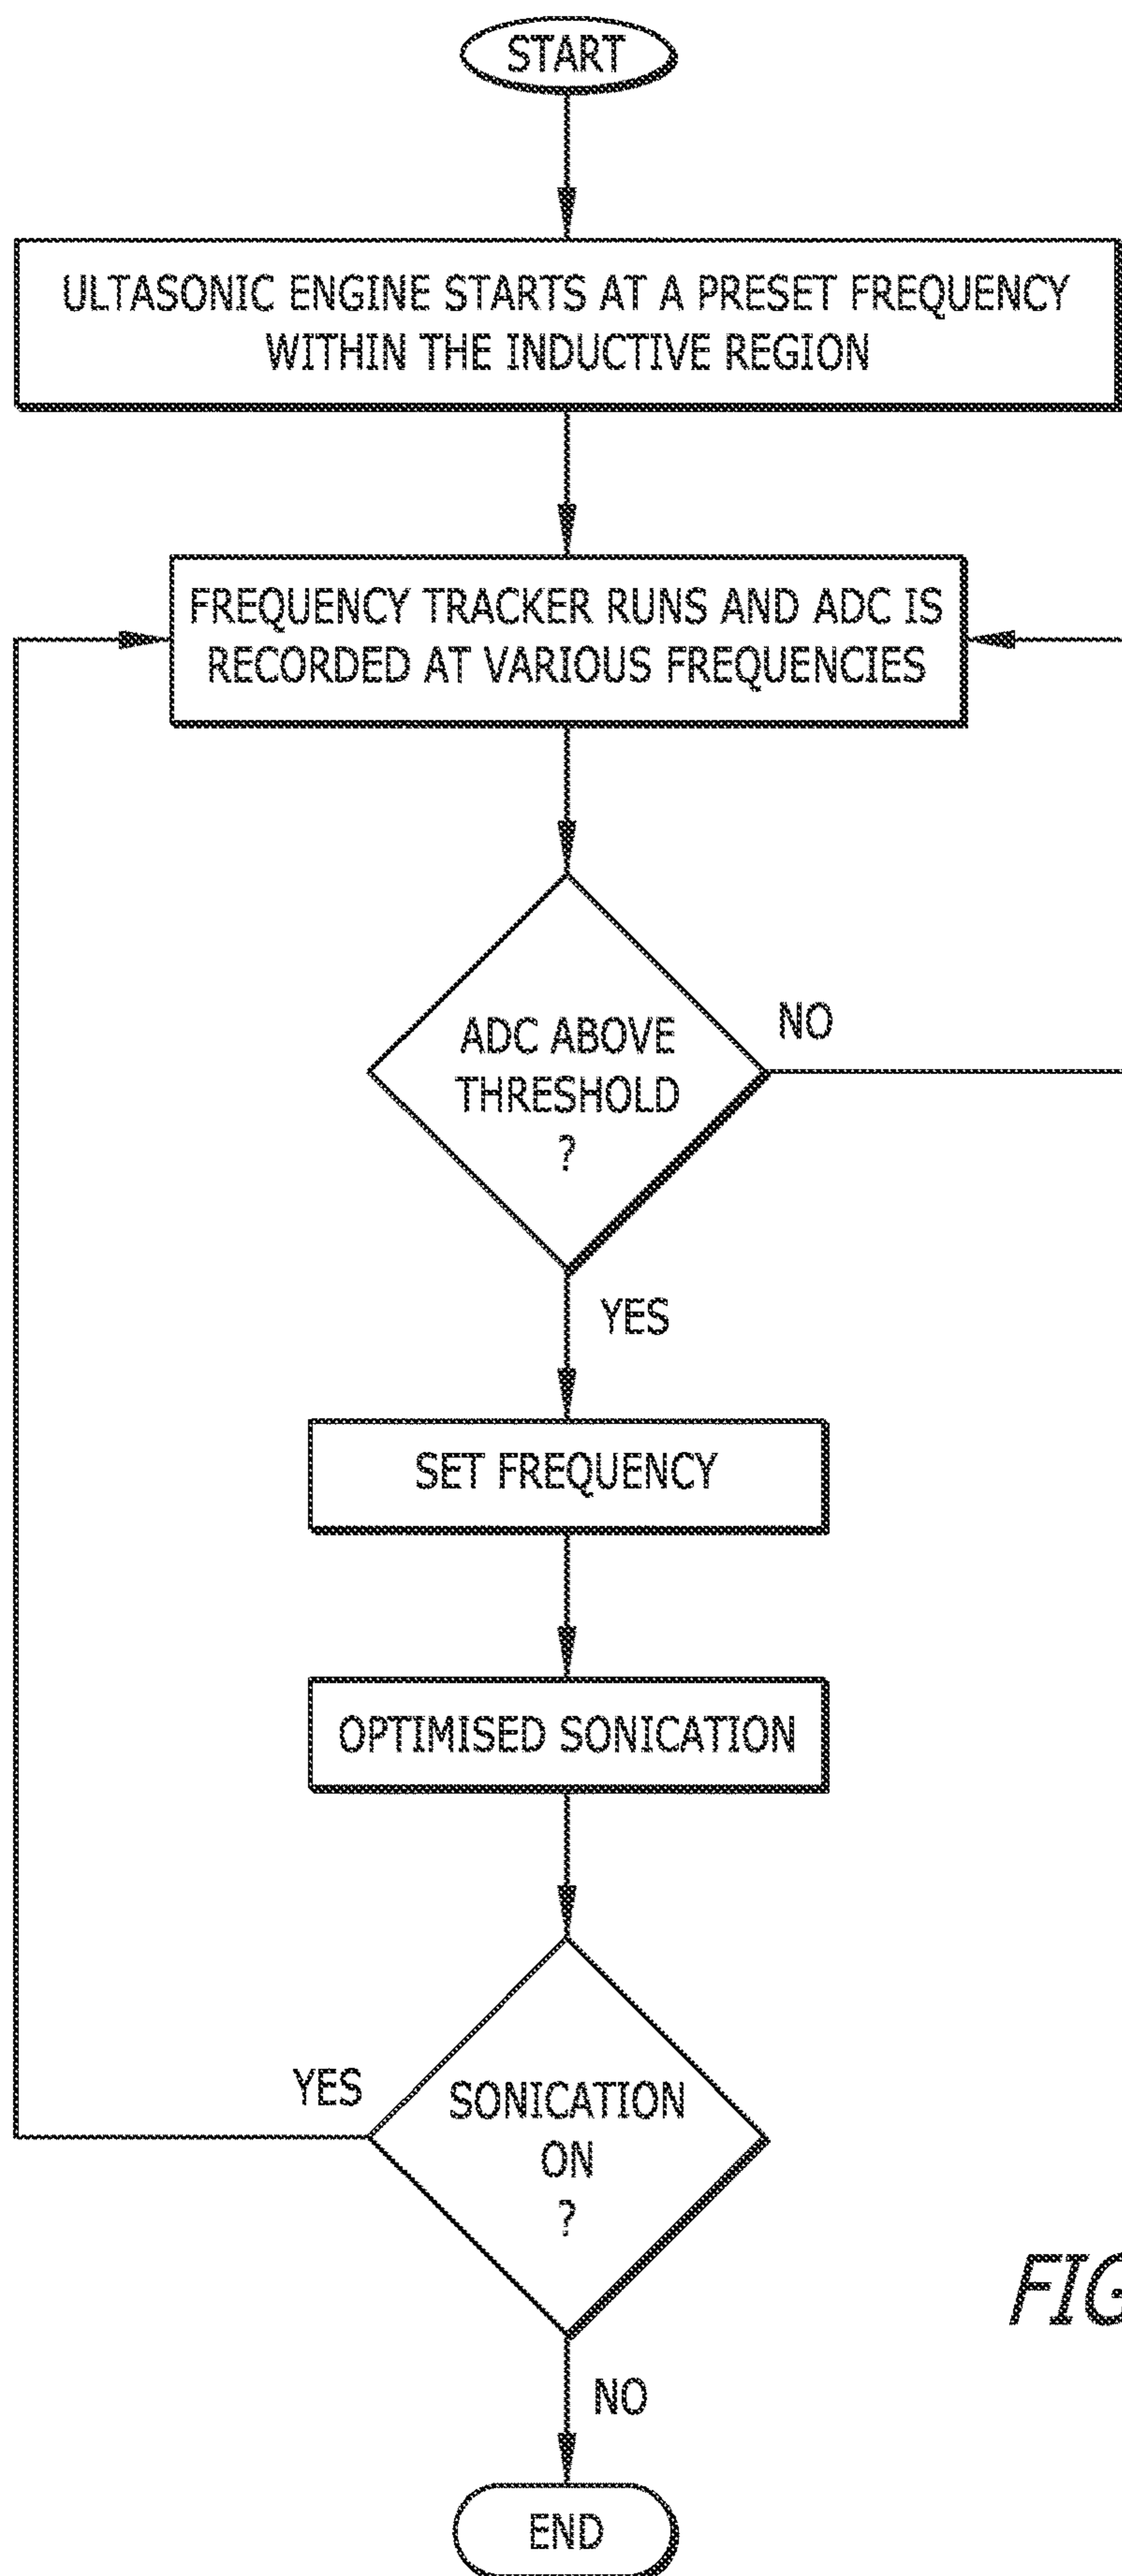 START
ULTASONIC ENGINE STARTS AT A PRESET FREQUENCY
WITHIN THE INDUCTIVE REGION
FREQUENCY TRACKER RUNS AND ADC IS
RECORDED AT VARIOUS FREQUENCIES
ADC ABOVE
THRESHOLD
?
NO
YES
SET FREQUENCY
OPTIMISED SONICATION
SONICATION
ON
?
YES
FIG
NO
END